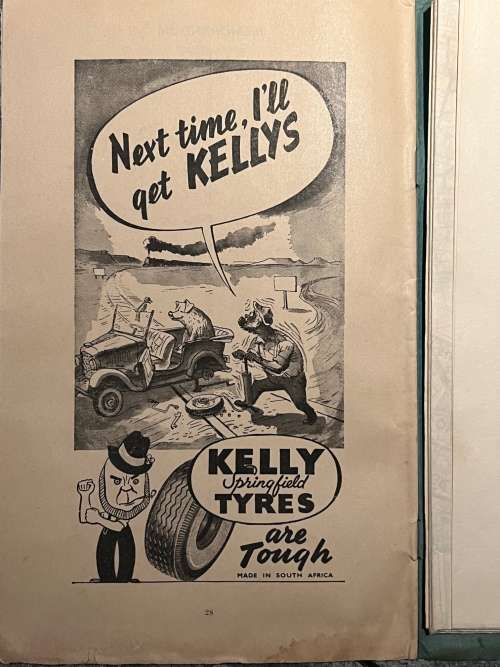 Next time, I'll
get KELLYS
KELLY
Springfield
TYRES
are
Tough
MADE IN SOUTH AFRICA
28